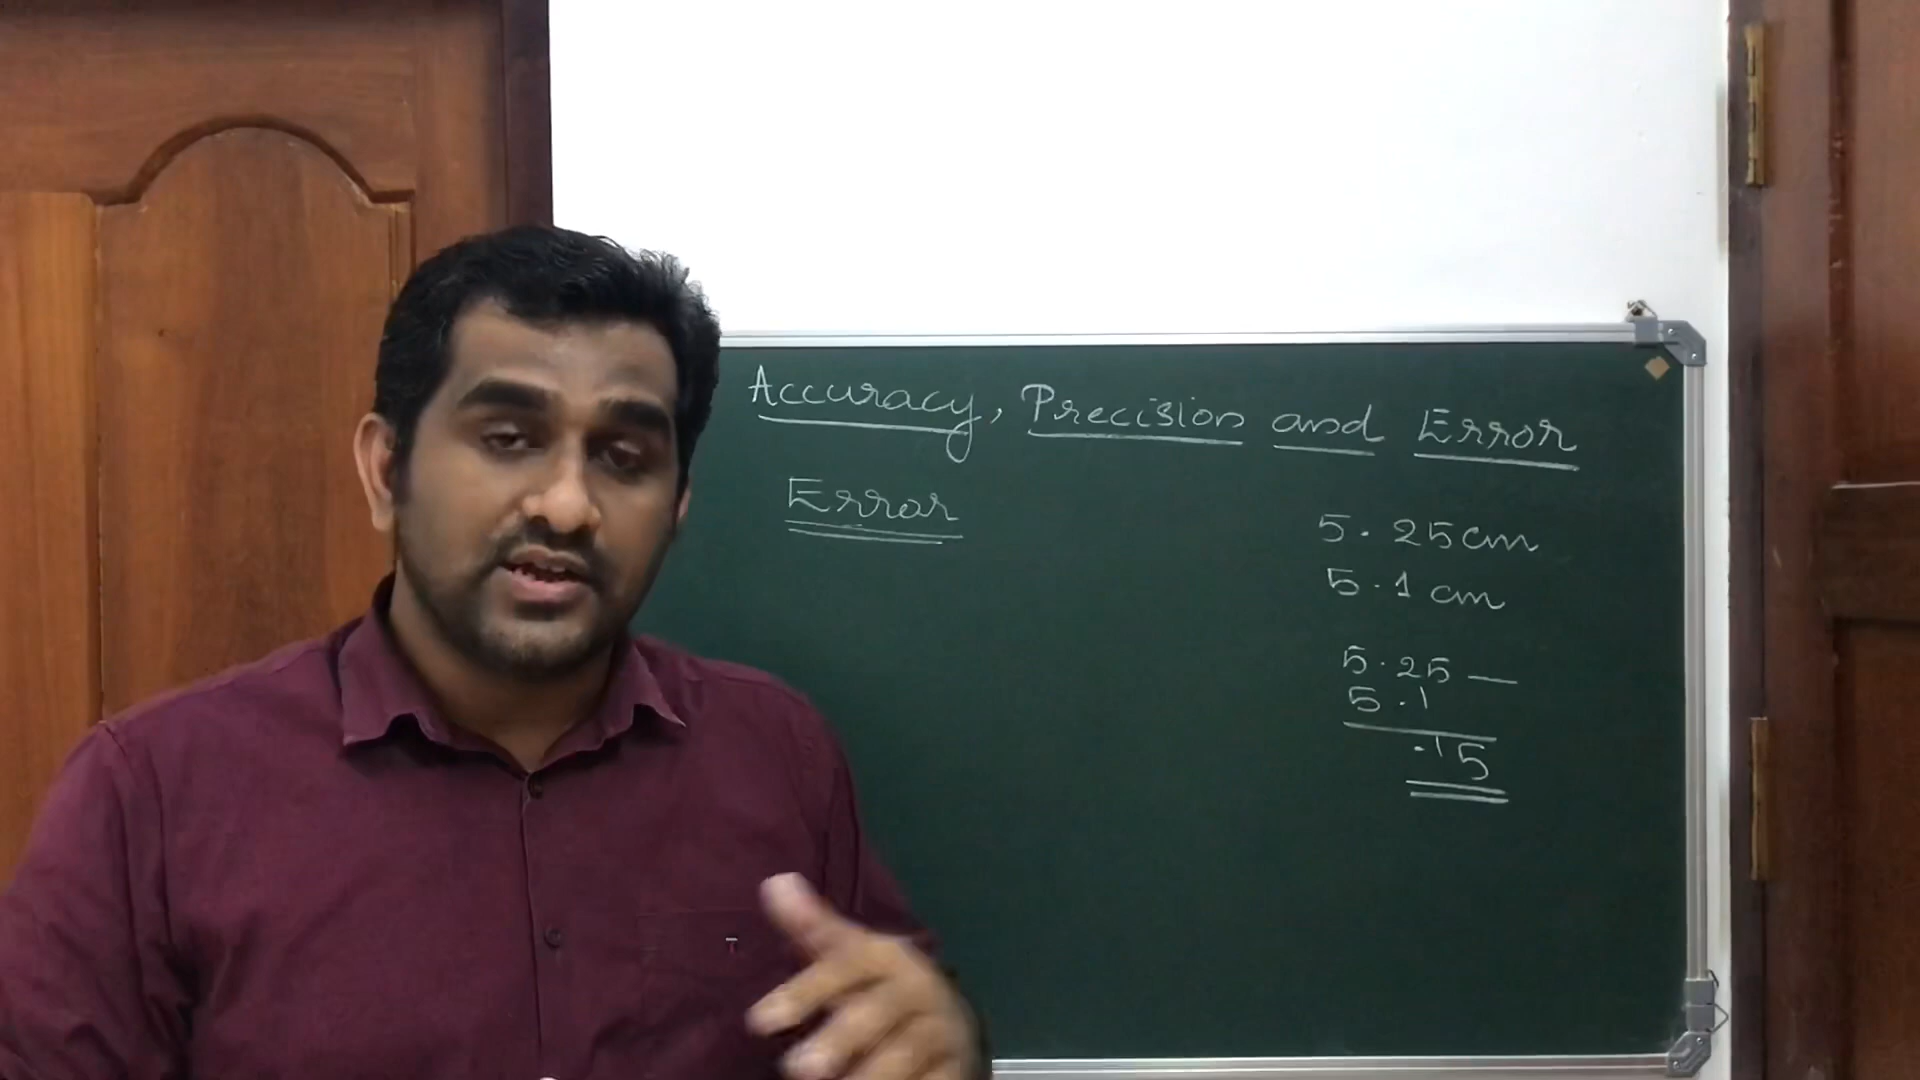 Accuracy, Precision and Error
Error
5.25cm
5.1 cm
5.25 —
5.1
.15